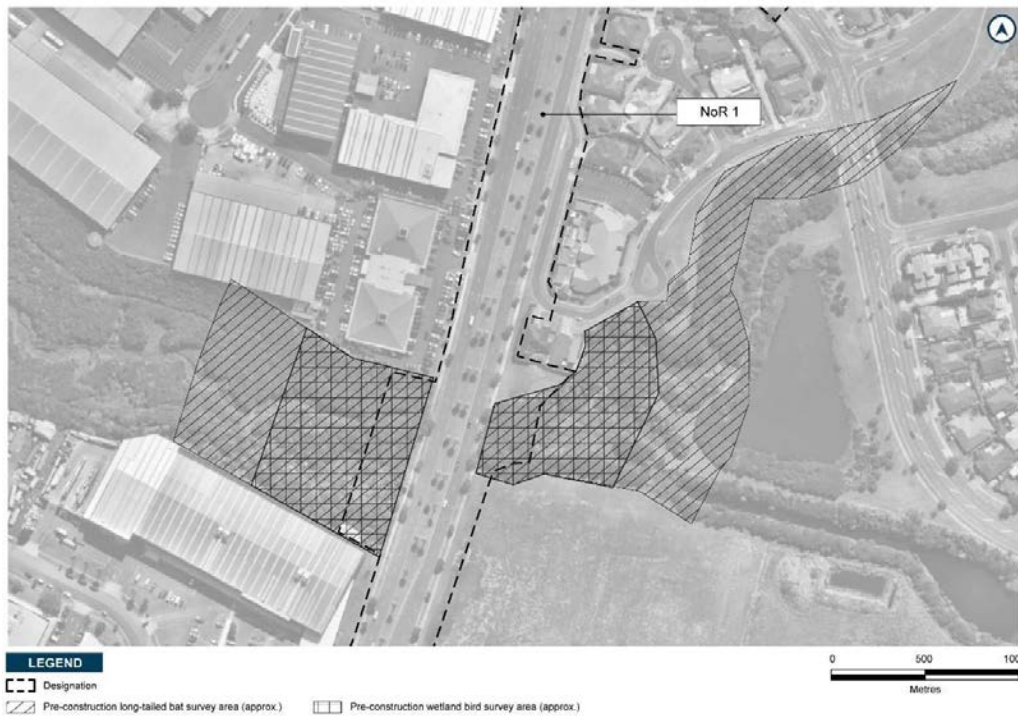 NoR 1
LEGEND
Designation
Pre-construction long-tailed bat survey area (approx.) Pre-construction wetland bird survey area (approx.)
0 500 100
Metres